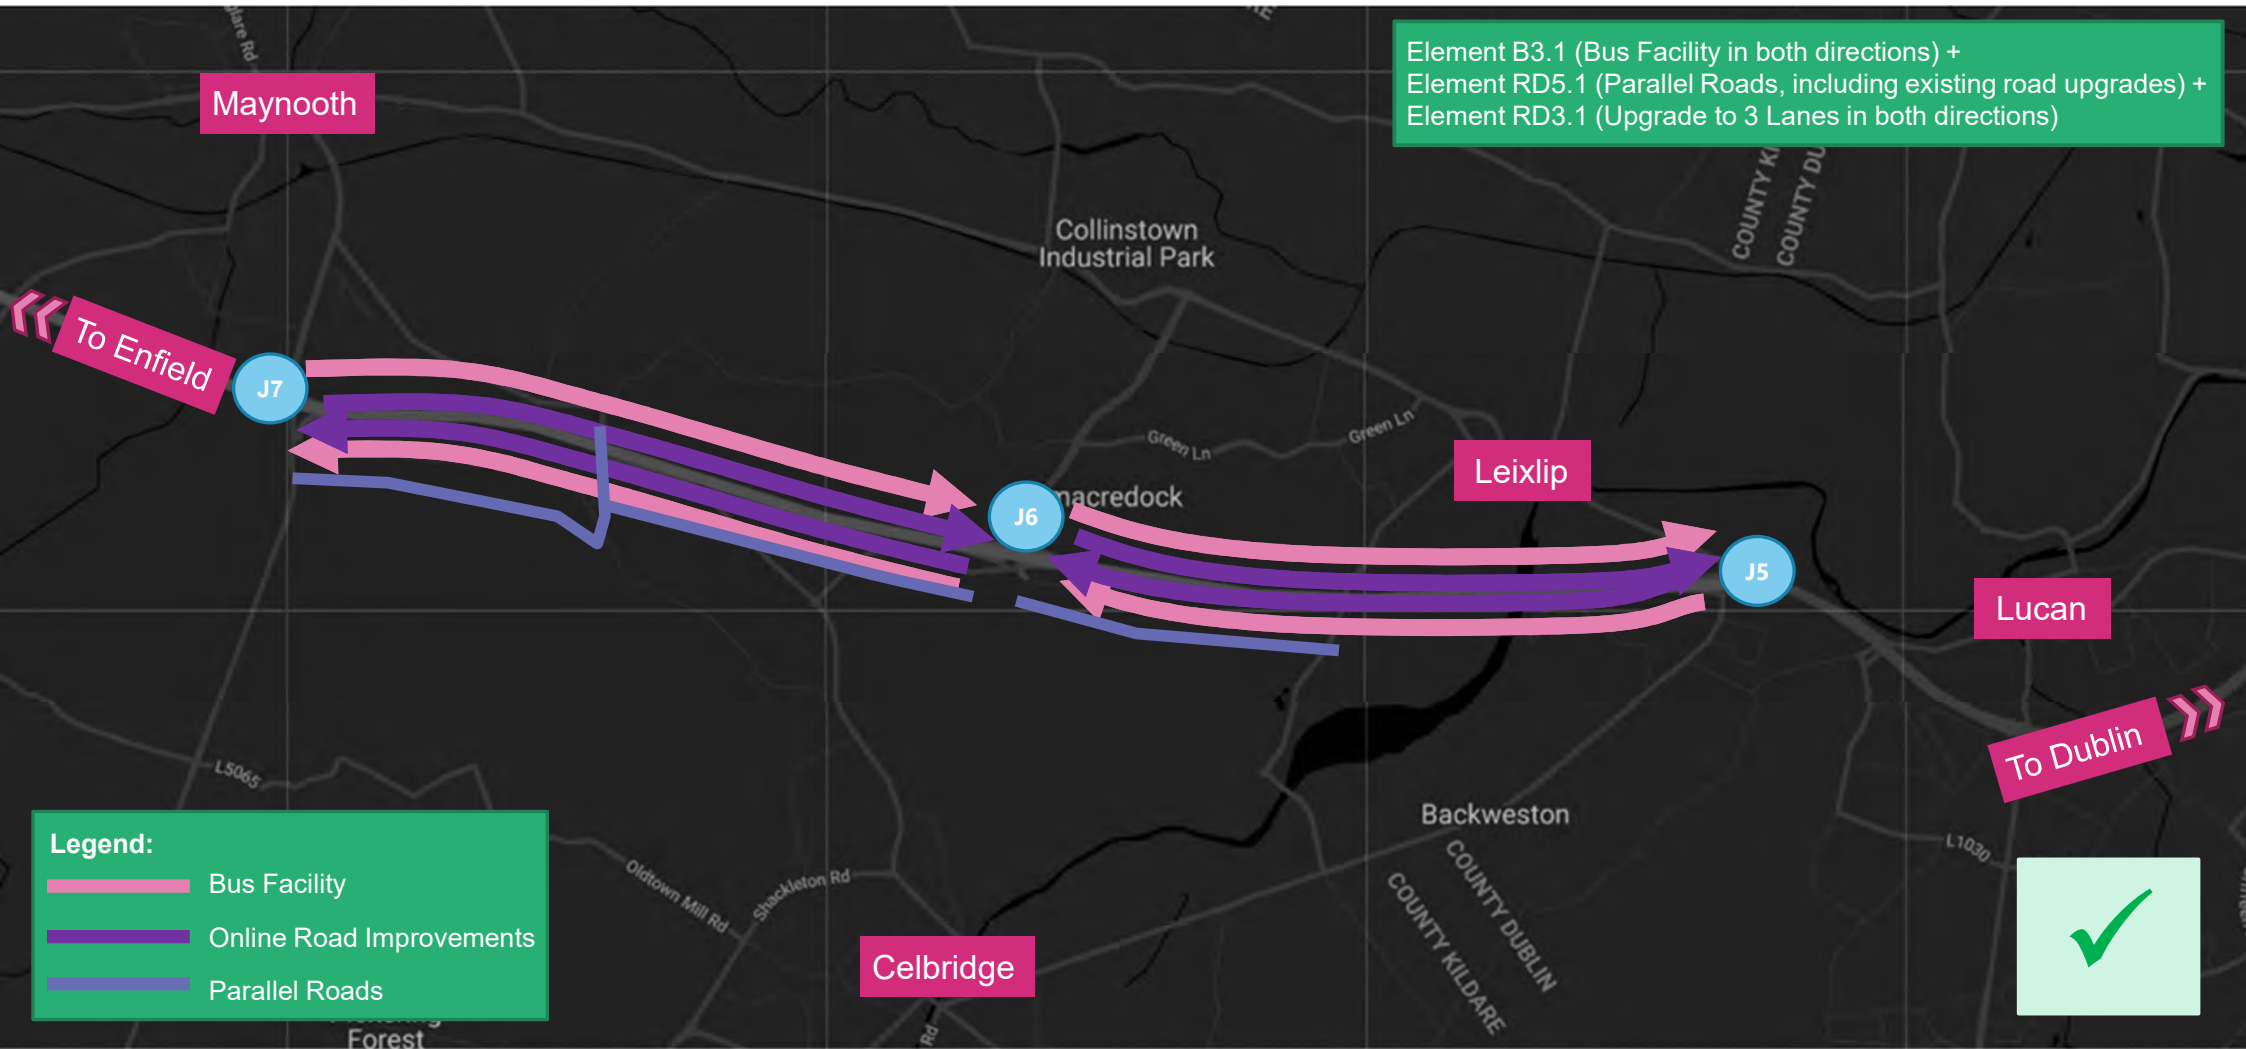 Element B3.1 (Bus Facility in both directions) +
Element RD5.1 (Parallel Roads, including existing road upgrades) +
Element RD3.1 (Upgrade to 3 Lanes in both directions)
Maynooth
COUNTY
COUNTY
Collinstown
Industrial Park
To Enfield
J7
Green Ln
Green Ln
Leixlip
J6
J5
Lucan
To Dublin
L5065
Backweston
L1030
Legend:
Bus Facility
Online Road Improvements
Parallel Roads
Oldtown Mill Rd
Shackleton Rd
COUNTY DUBLIN
COUNTY KILDARE
Celbridge
Forest
Rd